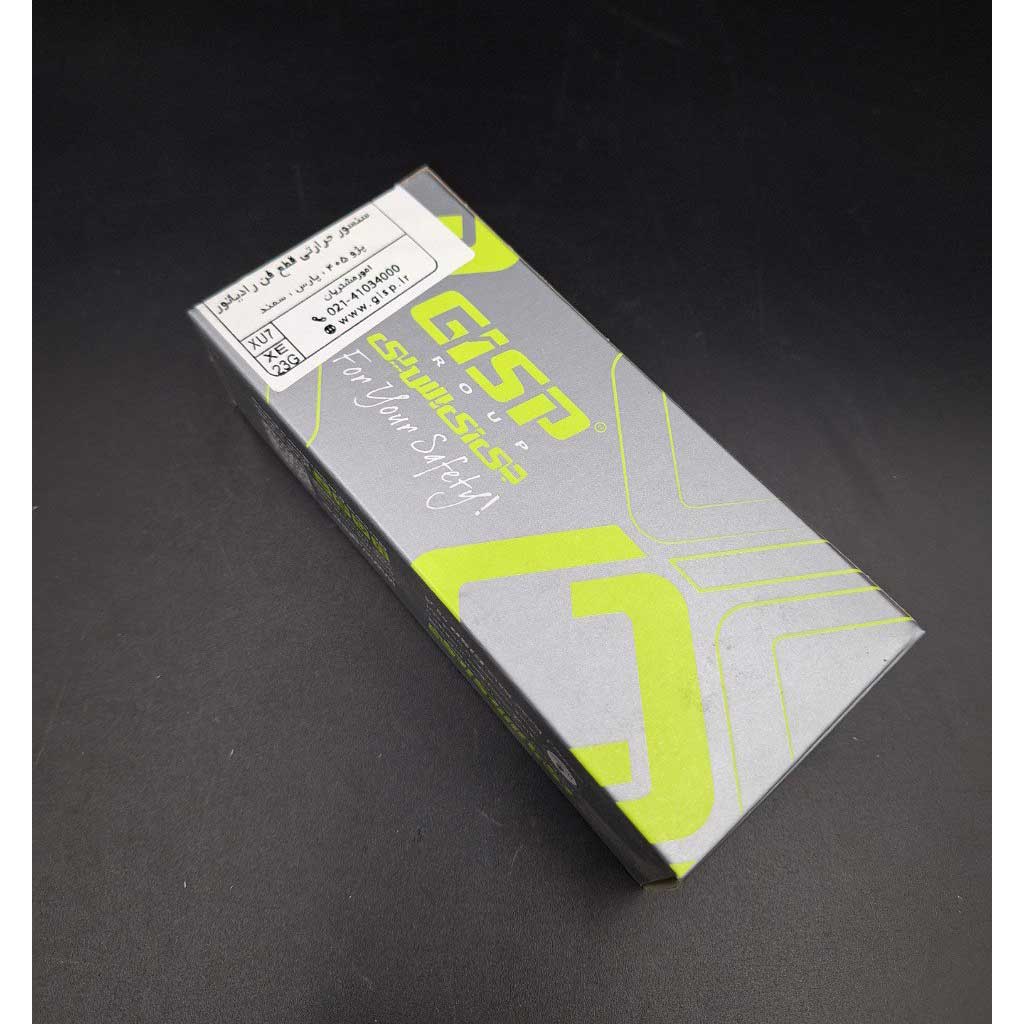 سنسور حرارتی قطع فن رادیاتور
پژو ۴۰۵ ، پارس ، سمند
XU7
XE
23G
امور مشتریان
021-41034000
www.gisp.ir
GISP
ROUP
جی ای اس پی
For Your Safety!